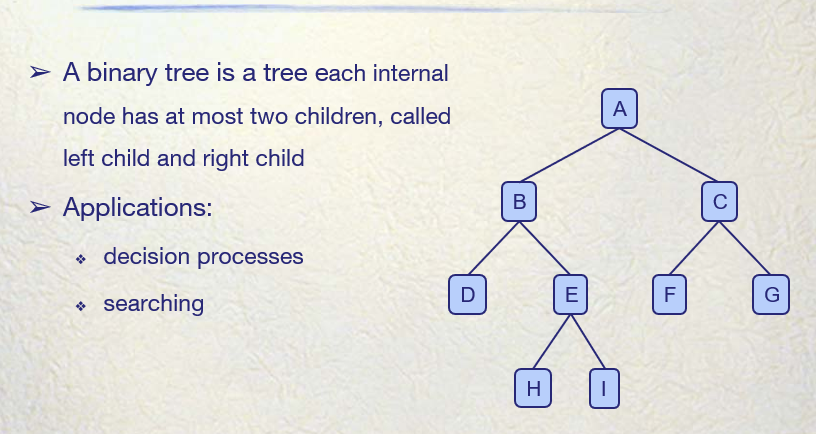 ➢ A binary tree is a tree each internal
node has at most two children, called
left child and right child
➢ Applications:
❖ decision processes
❖ searching
A
B C
D E F G
H I